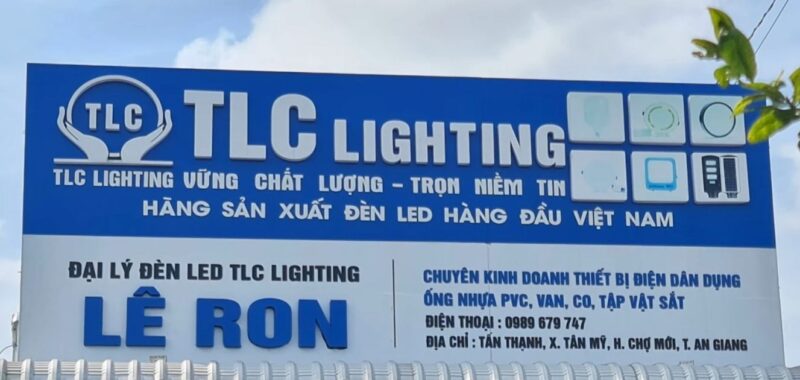 TLC
TLC LIGHTING
TLC LIGHTING
VỮNG CHẤT LƯỢNG - TRỌN NIỀM TIN
HÃNG SẢN XUẤT ĐÈN LED HÀNG ĐẦU VIỆT NAM
ĐẠI LÝ ĐÈN LED TLC LIGHTING
LÊ RON
CHUYÊN KINH DOANH THIẾT BỊ ĐIỆN DÂN DỤNG
ỐNG NHỰA PVC, VAN, CO, TẬP VẬT SẮT
ĐIỆN THOẠI : 0989 679 747
ĐỊA CHỈ : TẤN THẠNH, X. TÂN MỸ, H. CHỢ MỚI, T. AN GIANG